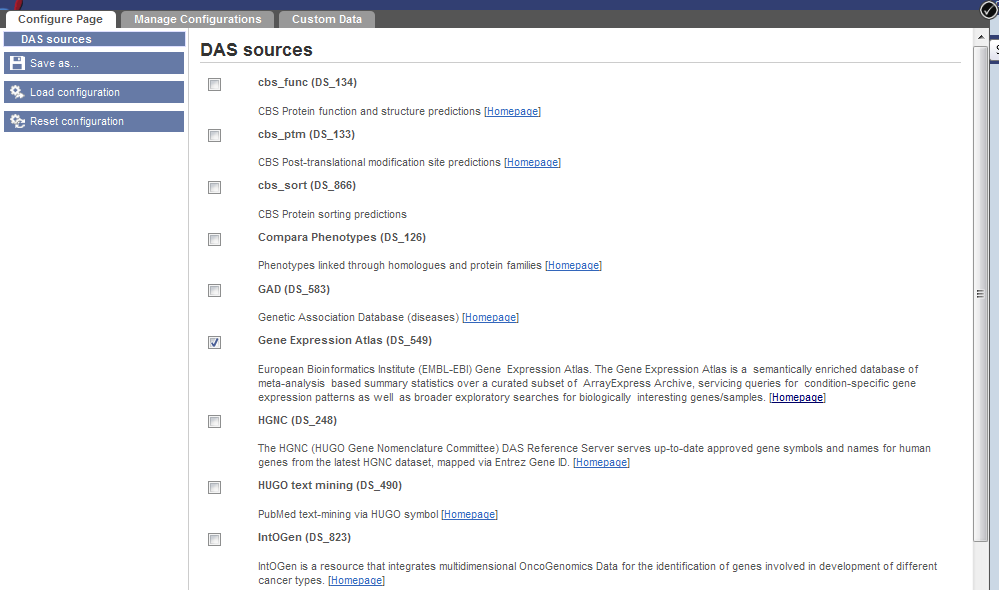 Configure Page
Manage Configurations
Custom Data
DAS sources
Save as...
Load configuration
Reset configuration
DAS sources
cbs_func (DS_134)
CBS Protein function and structure predictions [Homepage]
cbs_ptm (DS_133)
CBS Post-translational modification site predictions [Homepage]
cbs_sort (DS_866)
CBS Protein sorting predictions
Compara Phenotypes (DS_126)
Phenotypes linked through homologues and protein families [Homepage]
GAD (DS_583)
Genetic Association Database (diseases) [Homepage]
Gene Expression Atlas (DS_549)
European Bioinformatics Institute (EMBL-EBI) Gene Expression Atlas. The Gene Expression Atlas is a semantically enriched database of
meta-analysis based summary statistics over a curated subset of ArrayExpress Archive, servicing queries for condition-specific gene
expression patterns as well as broader exploratory searches for biologically interesting genes/samples. [Homepage]
HGNC (DS_248)
The HGNC (HUGO Gene Nomenclature Committee) DAS Reference Server serves up-to-date approved gene symbols and names for human
genes from the latest HGNC dataset, mapped via Entrez Gene ID. [Homepage]
HUGO text mining (DS_490)
PubMed text-mining via HUGO symbol [Homepage]
IntOGen (DS_823)
IntOGen is a resource that integrates multidimensional OncoGenomics Data for the identification of genes involved in development of different
cancer types. [Homepage]